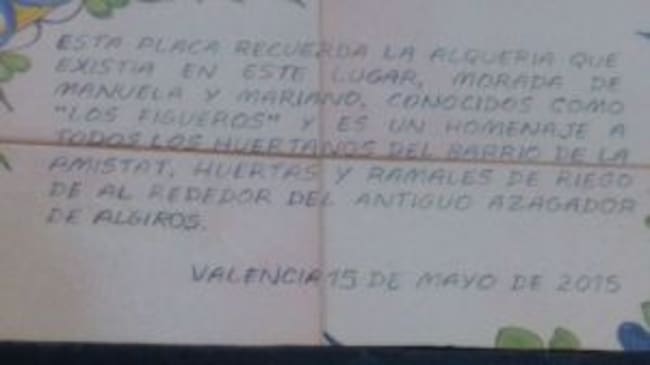 ESTA PLACA RECUERDA LA ALQUERIA QUE
EXISTIA EN ESTE LUGAR, MORADA DE
MANUELA Y MARIANO, CONOCIDOS COMO
"LOS FIGUEROS" Y ES UN HOMENAJE A
TODOS LOS HUERTANOS DEL BARRIO DE LA
AMISTAT, HUERTAS Y RAMALES DE RIEGO
DE AL REDEDOR DEL ANTIGUO AZAGADOR
DE ALGIROS.
VALENCIA 15 DE MAYO DE 2015